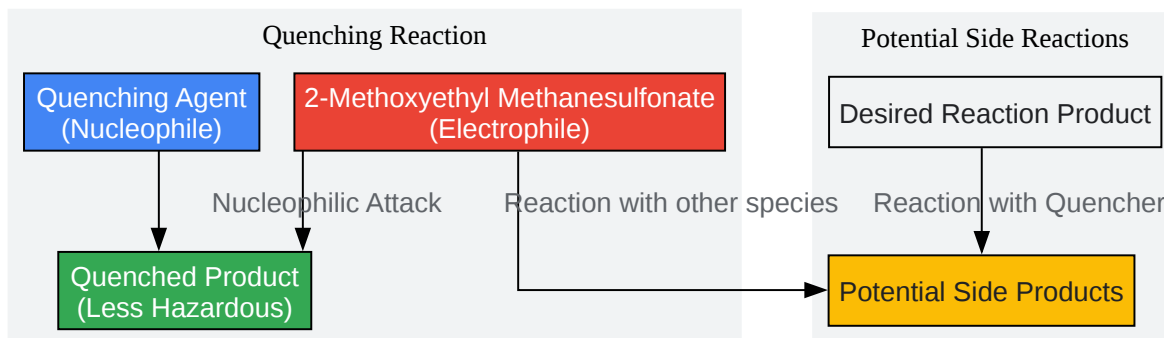 Quenching Reaction
Quenching Agent
(Nucleophile)
2-Methoxyethyl Methanesulfonate
(Electrophile)
Nucleophilic Attack
Reaction with other species
Quenched Product
(Less Hazardous)
Potential Side Reactions
Desired Reaction Product
Reaction with Quencher
Potential Side Products